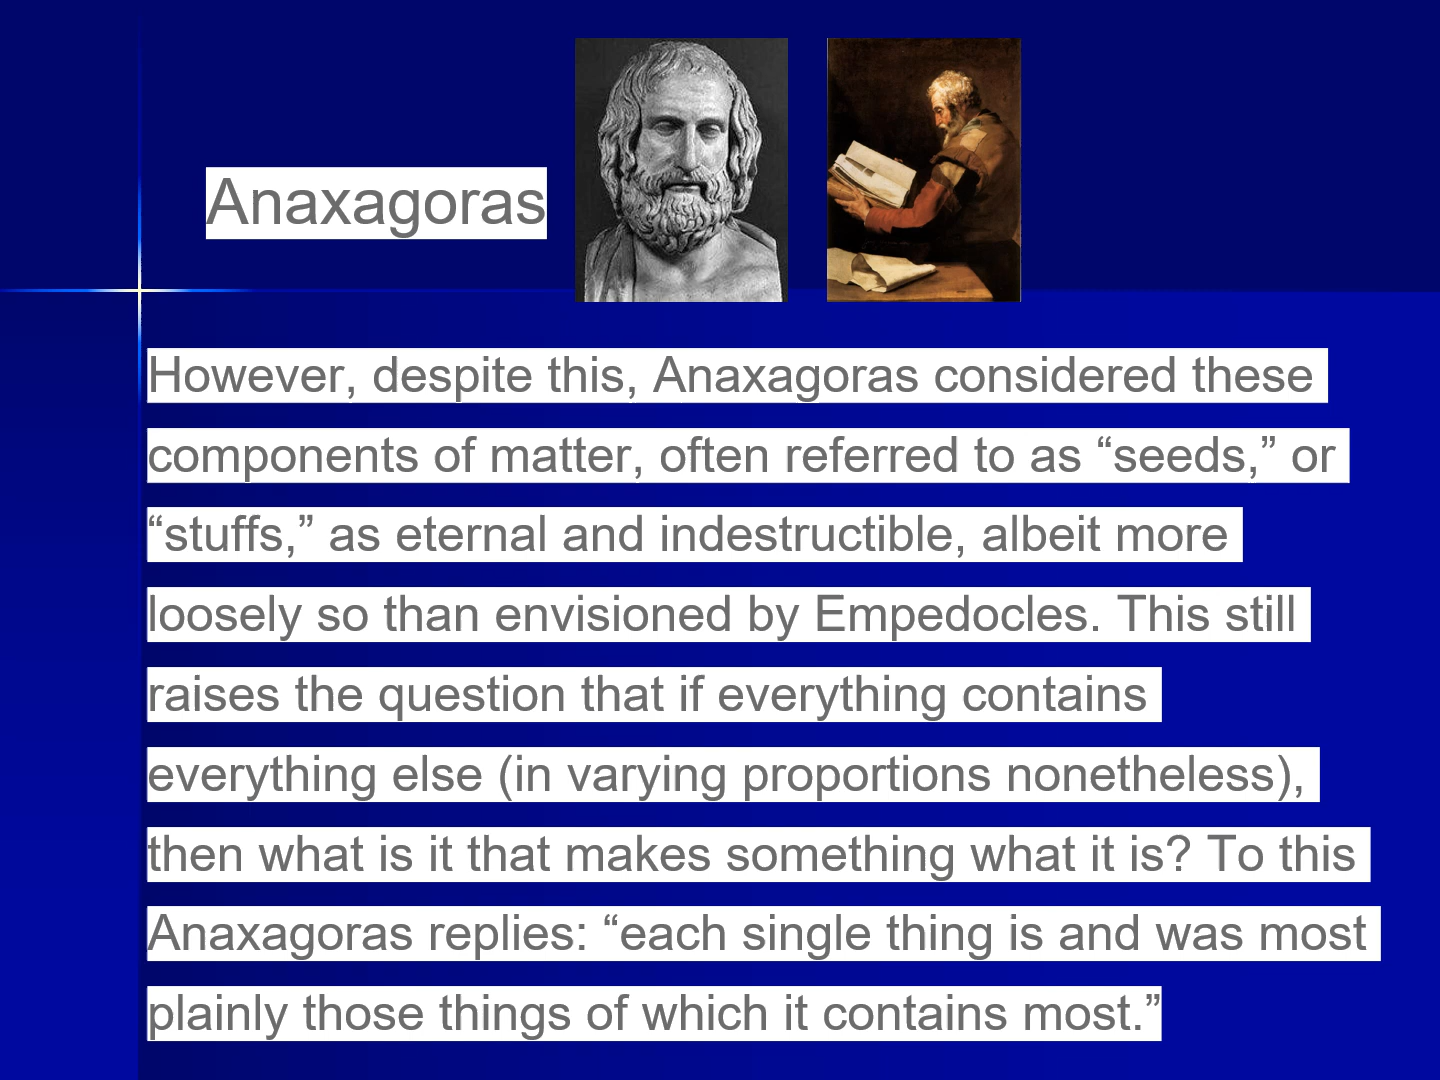 Anaxagoras
However, despite this, Anaxagoras considered these
components of matter, often referred to as “seeds,” or
“stuffs,” as eternal and indestructible, albeit more
loosely so than envisioned by Empedocles. This still
raises the question that if everything contains
everything else (in varying proportions nonetheless),
then what is it that makes something what it is? To this
Anaxagoras replies: “each single thing is and was most
plainly those things of which it contains most.”